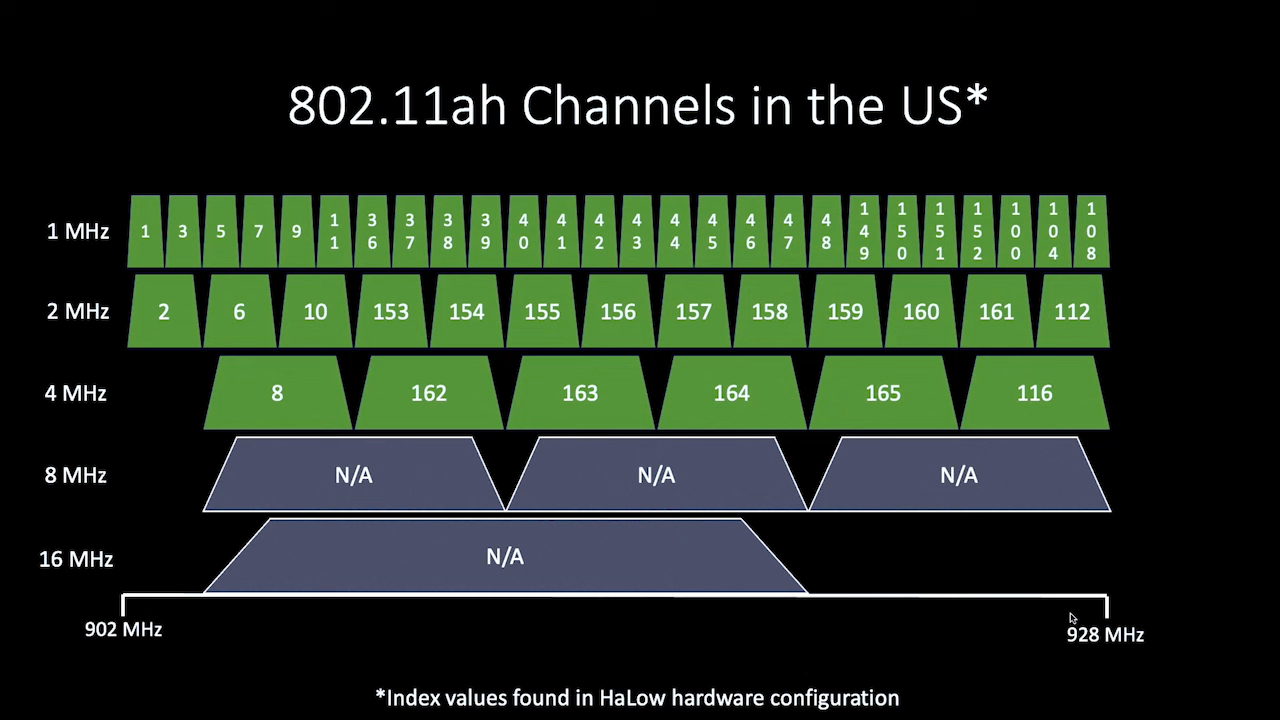 802.11ah Channels in the US*
1 MHz 1 3 5 7 9 11 36 37 38 39 40 41 42 43 44 45 46 47 48 149 150 151 152 100 104 108
2 MHz 2 6 10 153 154 155 156 157 158 159 160 161 112
4 MHz 8 162 163 164 165 116
8 MHz N/A N/A N/A
16 MHz N/A
902 MHz 928 MHz
*Index values found in HaLow hardware configuration